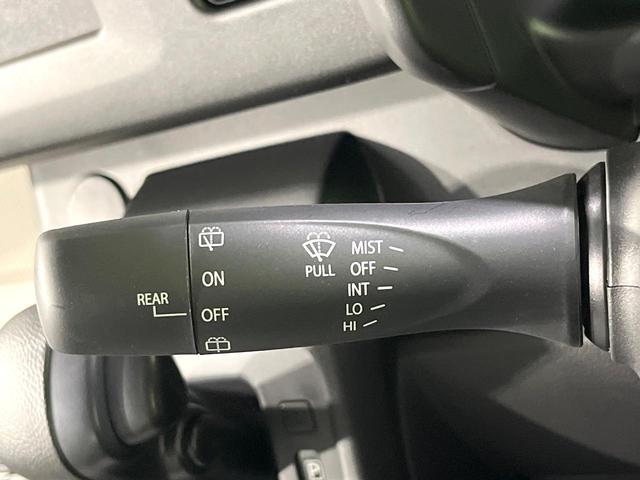 ON
REAR
OFF
PULL
MIST
OFF
INT
LO
HI
P